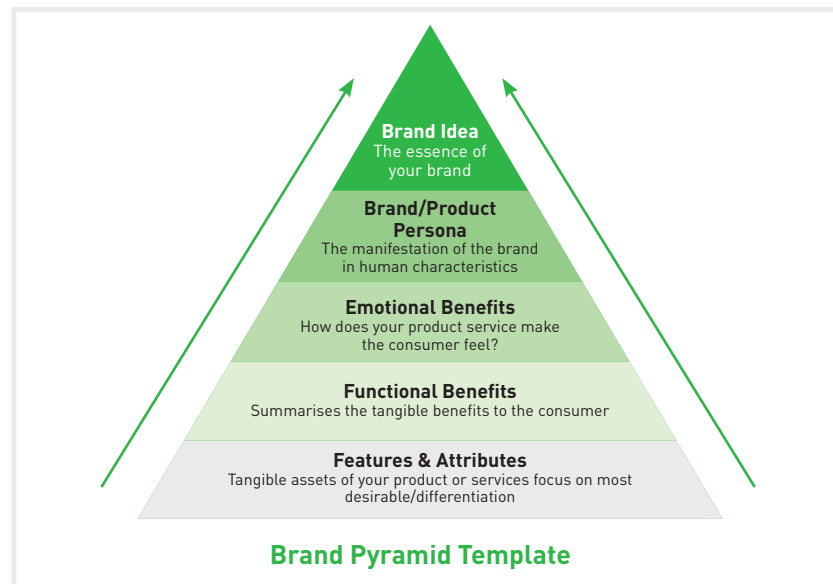 Brand Idea
The essence of
your brand
Brand/Product
Persona
The manifestation of the brand
in human characteristics
Emotional Benefits
How does your product service make
the consumer feel?
Functional Benefits
Summarises the tangible benefits to the consumer
Features & Attributes
Tangible assets of your product or services focus on most
desirable/differentiation
Brand Pyramid Template